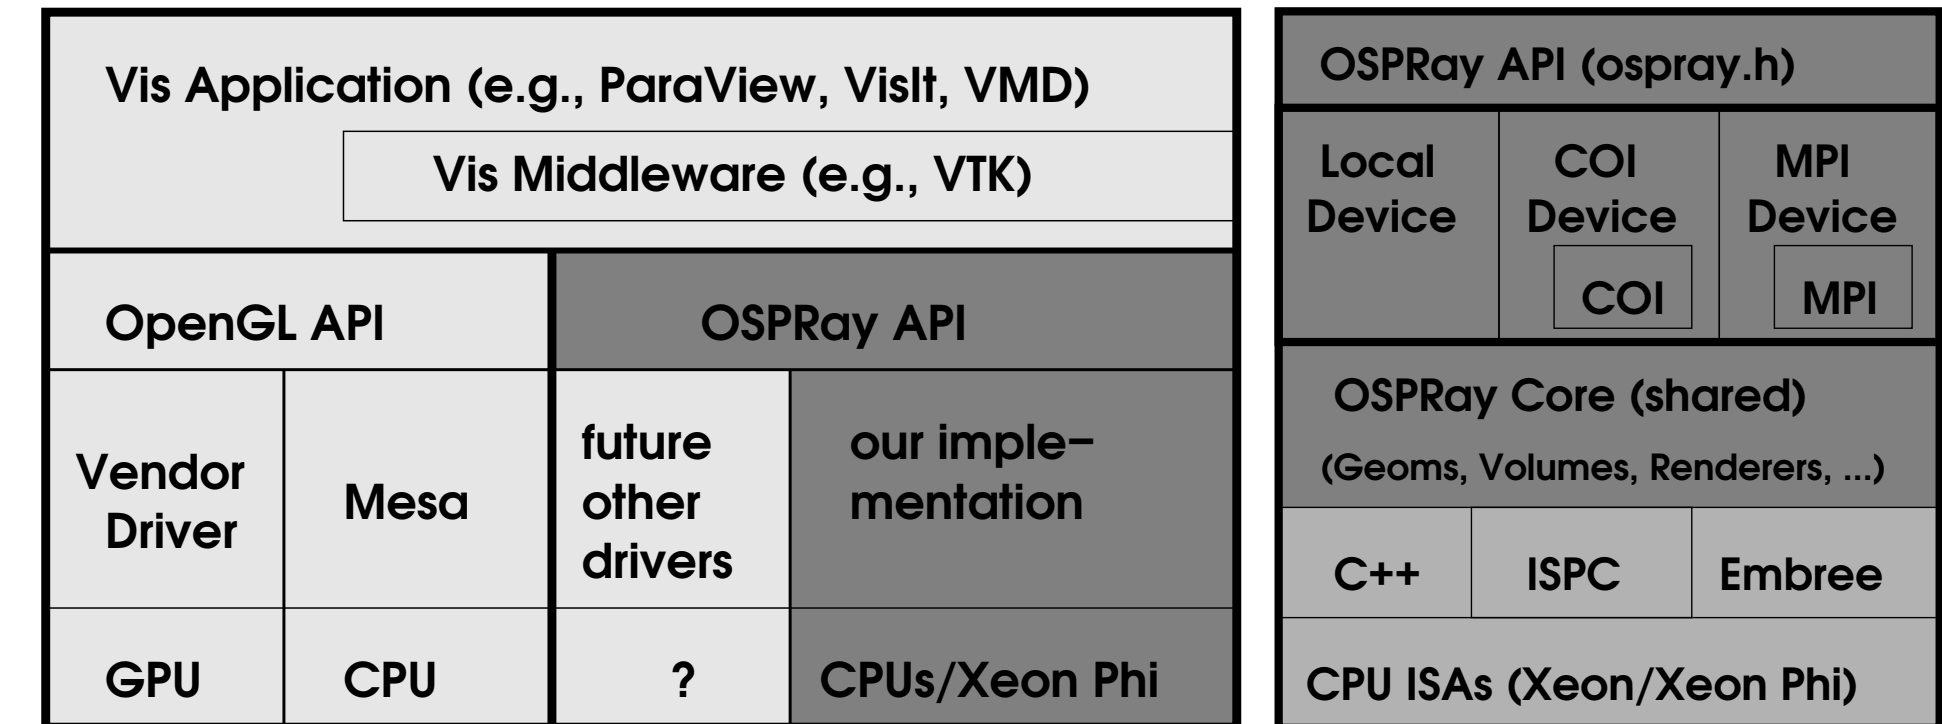 Vis Application (e.g., ParaView, VisIt, VMD)
Vis Middleware (e.g., VTK)
OpenGL API
OSPRay API
Vendor
Driver
Mesa
future
other
drivers
our imple–
mentation
GPU
CPU
?
CPUs/Xeon Phi
OSPRay API (ospray.h)
Local
Device
COI
Device
COI
MPI
Device
MPI
OSPRay Core (shared)
(Geoms, Volumes, Renderers, ...)
C++
ISPC
Embree
CPU ISAs (Xeon/Xeon Phi)